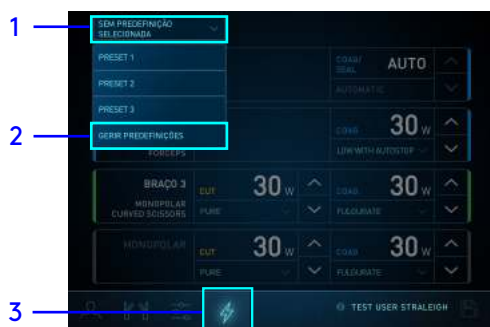 1
SEM PREDEFINIÇÃO
SELECIONADA
PRESET 1
PRESET 2
PRESET 3
2
GERIR PREDEFINIÇÕES
COAG/
SEAL
AUTO
AUTOMATIC
COAG
30 W
LOW WITH AUTOSTOP
FORCEPS
BRAÇO 3
MONOPOLAR
CURVED SCISSORS
CUT
30 W
PURE
COAG
30 W
FULGURATE
MONOPOLAR
CUT
30 W
PURE
COAG
30 W
FULGURATE
3
TEST USER STRALEIGH